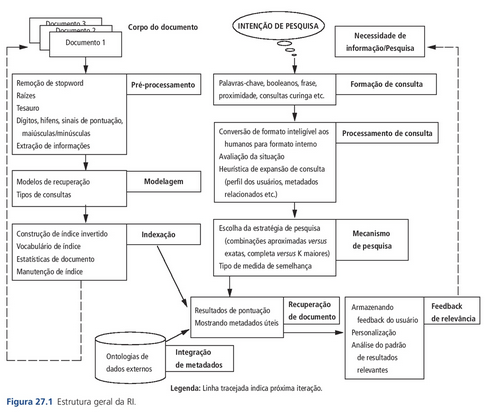 Documento 3
Documento 2
Documento 1
Corpo do documento
INTENÇÃO DE PESQUISA
Necessidade de
informação/Pesquisa
Remoção de stopword
Raízes
Tesauro
Dígitos, hifens, sinais de pontuação,
maiúsculas/minúsculas
Extração de informações
Pré-processamento
Palavras-chave, booleanos, frase,
proximidade, consultas curinga etc.
Formação de consulta
Conversão de formato inteligível aos
humanos para formato interno
Avaliação da situação
Heurística de expansão de consulta
(perfil dos usuários, metadados
relacionados etc.)
Processamento de consulta
Modelos de recuperação
Tipos de consultas
Modelagem
Construção de índice invertido
Vocabulário de índice
Estatísticas de documento
Manutenção de índice
Indexação
Escolha da estratégia de pesquisa
(combinações aproximadas versus
exatas, completa versus K maiores)
Tipo de medida de semelhança
Mecanismo
de pesquisa
Resultados de pontuação
Mostrando metadados úteis
Recuperação
de documento
Armazenando
feedback do usuário
Personalização
Análise do padrão
de resultados
relevantes
Feedback
de relevância
Ontologias de
dados externos
Integração
de metadados
Legenda: Linha tracejada indica próxima iteração.
Figura 27.1 Estrutura geral da RI.